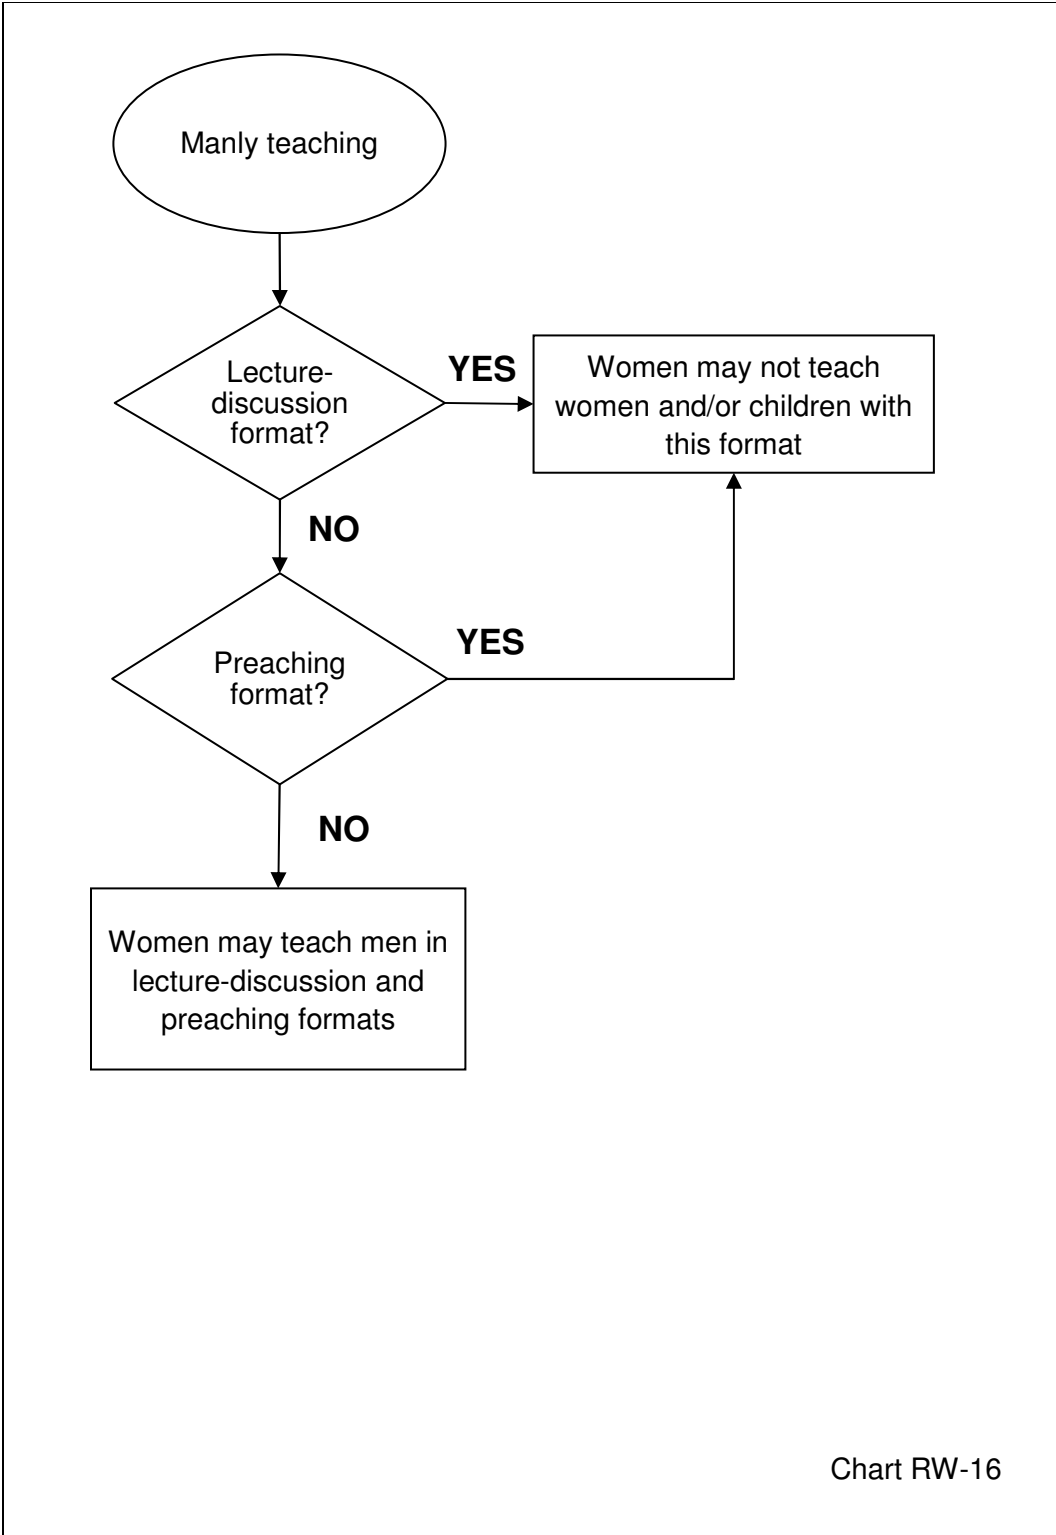 Manly teaching
Lecture-
discussion
format?
YES
Women may not teach
women and/or children with
this format
NO
Preaching
format?
YES
NO
Women may teach men in
lecture-discussion and
preaching formats
Chart RW-16